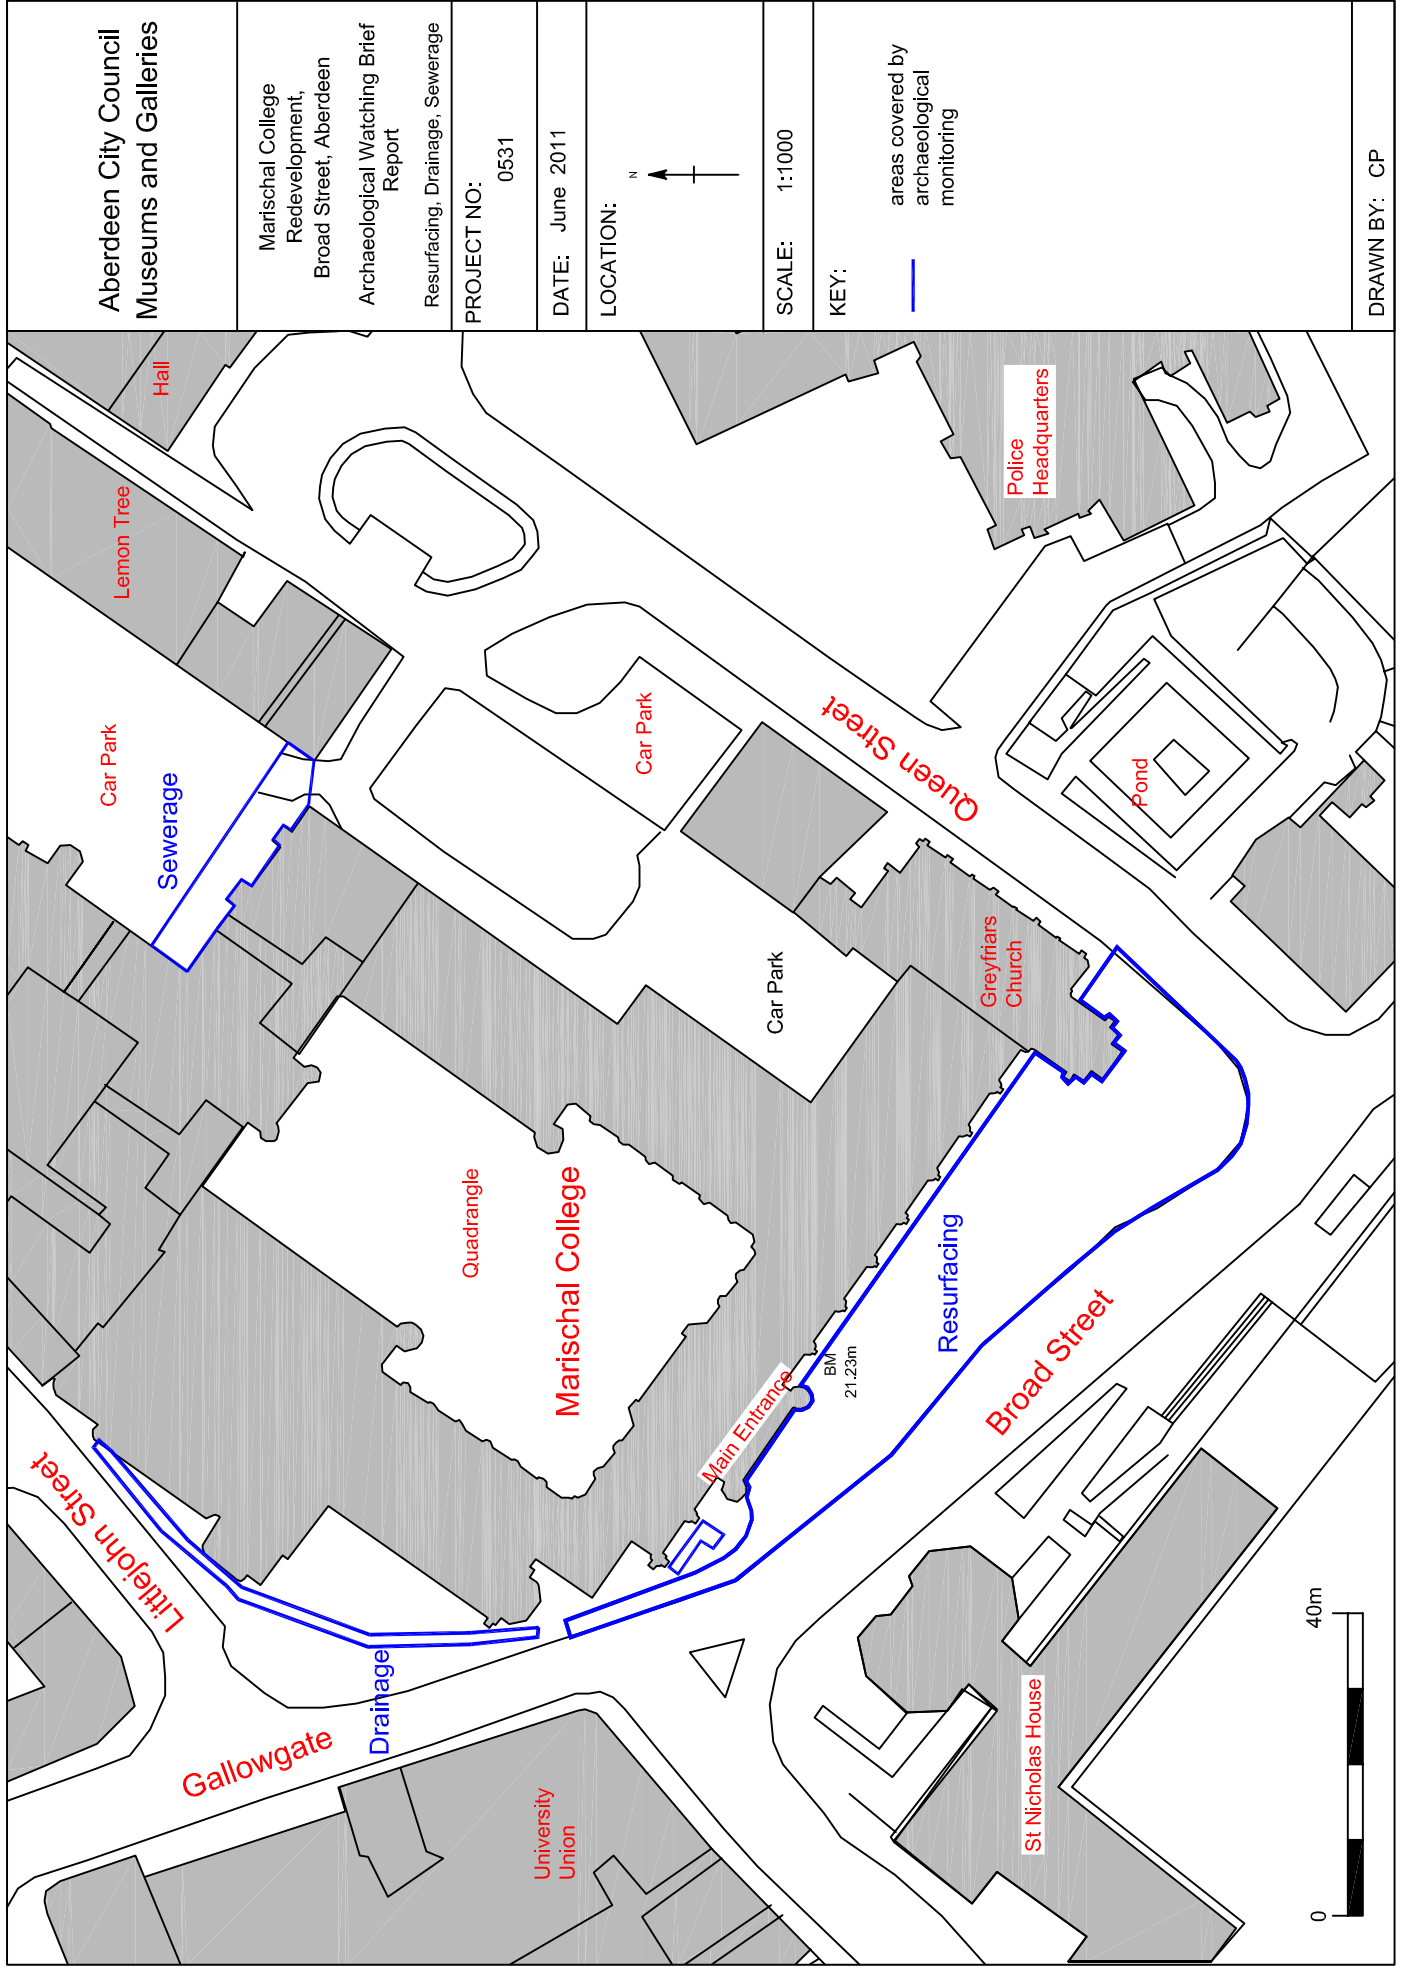 Aberdeen City Council
Museums and Galleries
Marischal College
Redevelopment,
Broad Street, Aberdeen
Archaeological Watching Brief
Report
Resurfacing, Drainage, Sewerage
PROJECT NO:
0531
DATE: June 2011
LOCATION:
N
SCALE: 1:1000
KEY:
areas covered by
archaeological
monitoring
DRAWN BY: CP
Hall
Lemon Tree
Car Park
Sewerage
Car Park
Queen Street
Police
Headquarters
Pond
Greyfriars
Church
Car Park
Quadrangle
Marischal College
Main Entrance
BM
21.23m
Resurfacing
Broad Street
Littlejohn Street
Drainage
Gallowgate
University
Union
St Nicholas House
0
40m